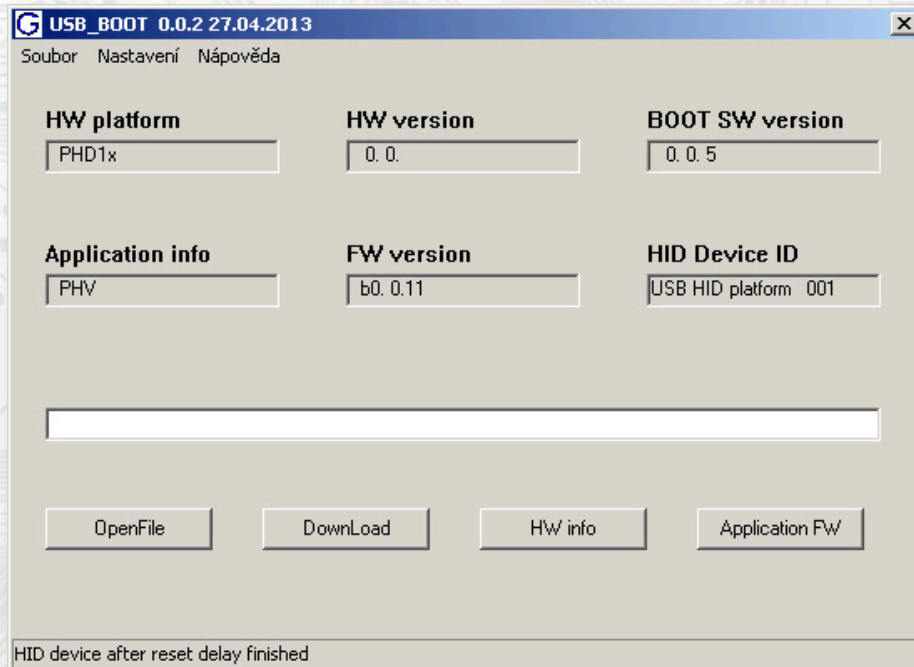 G USB_BOOT 0.0.2 27.04.2013
Soubor Nastavení Nápověda
HW platform HW version BOOT SW version
PHD1x 0. 0. 0. 0. 5
Application info FW version HID Device ID
PHV b0. 0.11 USB HID platform 001
OpenFile DownLoad HW info Application FW
HID device after reset delay finished